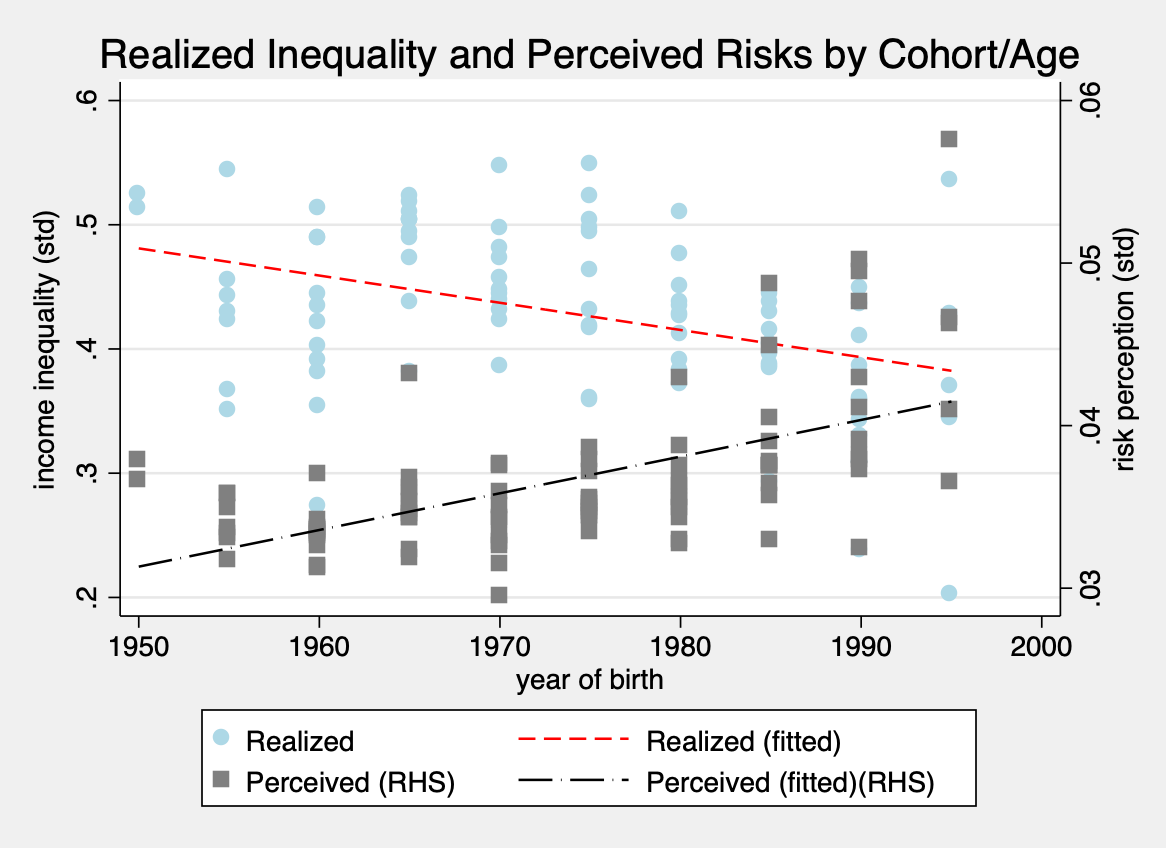 Realized Inequality and Perceived Risks by Cohort/Age
.6
.5
.4
.3
.2
income inequality (std)
.06
.05
.04
.03
risk perception (std)
1950 1960 1970 1980 1990 2000
year of birth
Realized Realized (fitted)
Perceived (RHS) Perceived (fitted)(RHS)